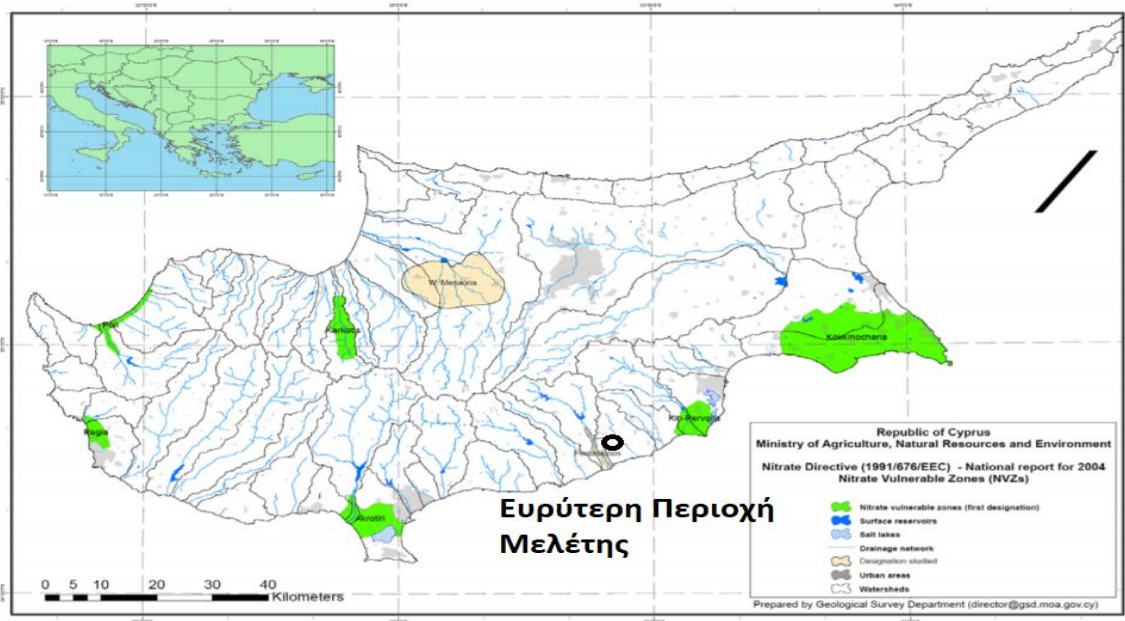 W. Mesaoria
Poli
Karkotis
Kokkinochoria
Pegia
Kiti-Pervolia
Akrotiri
Ευρύτερη Περιοχή
Μελέτης
0 5 10 20 30 40
Kilometers
Republic of Cyprus
Ministry of Agriculture, Natural Resources and Environment
Nitrate Directive (1991/676/EEC) - National report for 2004
Nitrate Vulnerable Zones (NVZs)
Nitrate vulnerable zones (first designation)
Surface reservoirs
Salt lakes
Drainage network
Designation studied
Urban areas
Watersheds
Prepared by Geological Survey Department (director@gsd.moa.gov.cy)